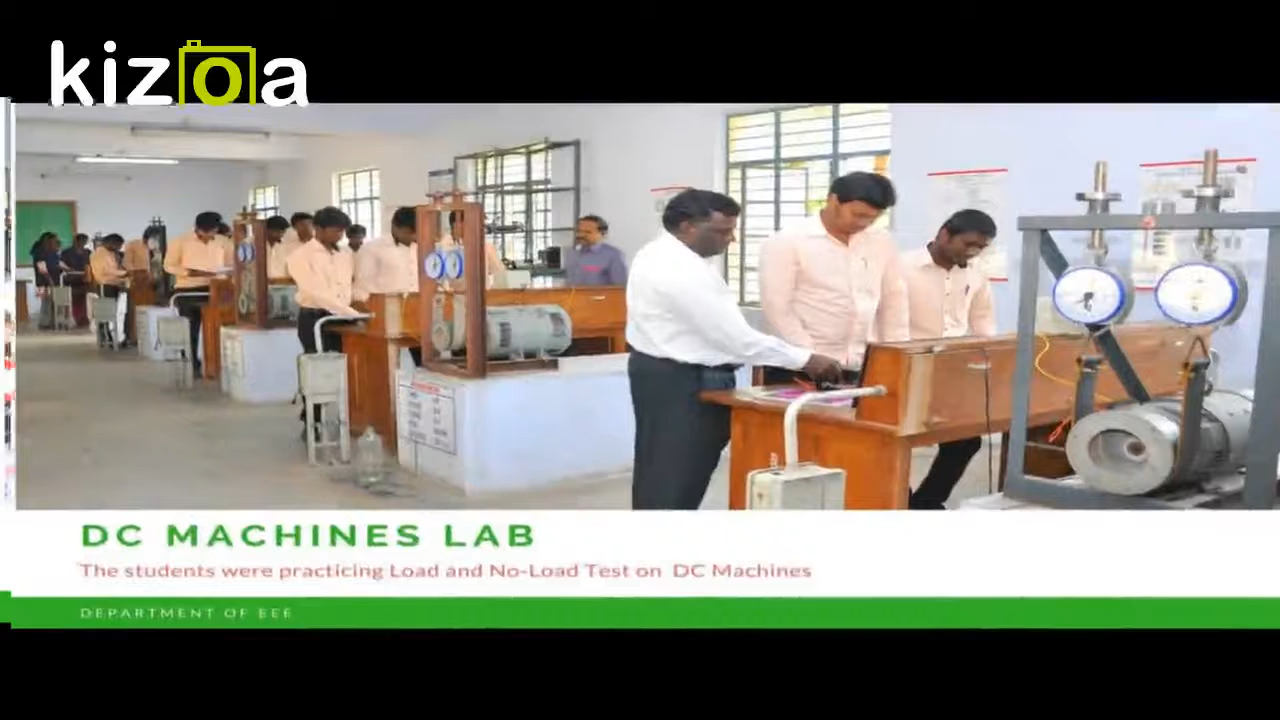 kizoa
DC MACHINES LAB
The students were practicing Load and No-Load Test on DC Machines
DEPARTMENT OF EEE